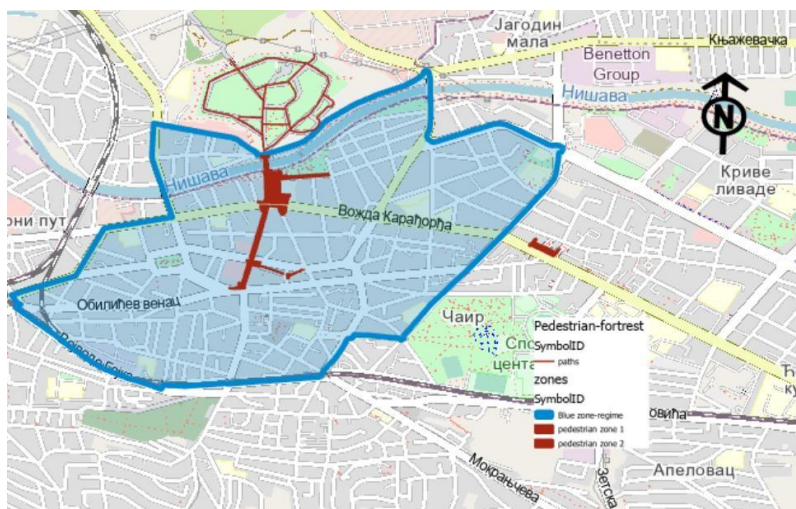 Јагодин
мала
Књажевачка
Benetton
Group
Нишава
N
Криве
ливаде
Нишава
Вожда Карађорђа
Обилићев венац
Чаир
Pedestrian-fortrest
SymbolID
paths
zones
SymbolID
Blue zone-regime
pedestrian zone 1
pedestrian zone 2
Мокрањчева
Зетска
Апеловац